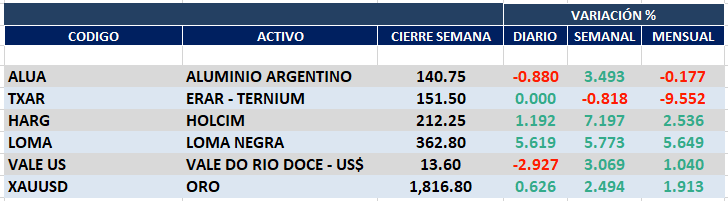 VARIACIÓN %
CODIGO ACTIVO CIERRE SEMANA DIARIO SEMANAL MENSUAL
ALUA ALUMINIO ARGENTINO 140.75 -0.880 3.493 -0.177
TXAR ERAR - TERNIUM 151.50 0.000 -0.818 -9.552
HARG HOLCIM 212.25 1.192 7.197 2.536
LOMA LOMA NEGRA 362.80 5.619 5.773 5.649
VALE US VALE DO RIO DOCE - US$ 13.60 -2.927 3.069 1.040
XAUUSD ORO 1,816.80 0.626 2.494 1.913